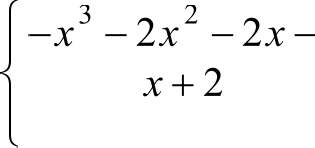 −x³ − 2x² − 2x −
x + 2